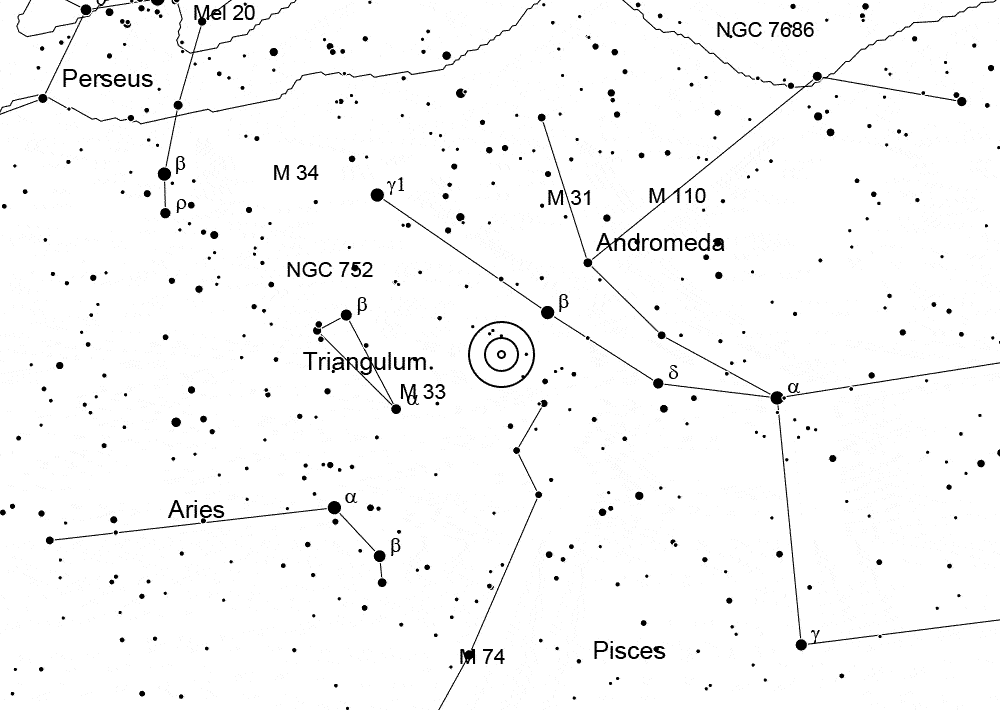 Mel 20
NGC 7686
Perseus
β
M 34
γ1
M 31
M 110
ρ
Andromeda
NGC 752
β
β
Triangulum
δ
M 33
α
α
Aries
α
β
γ
Pisces
M 74